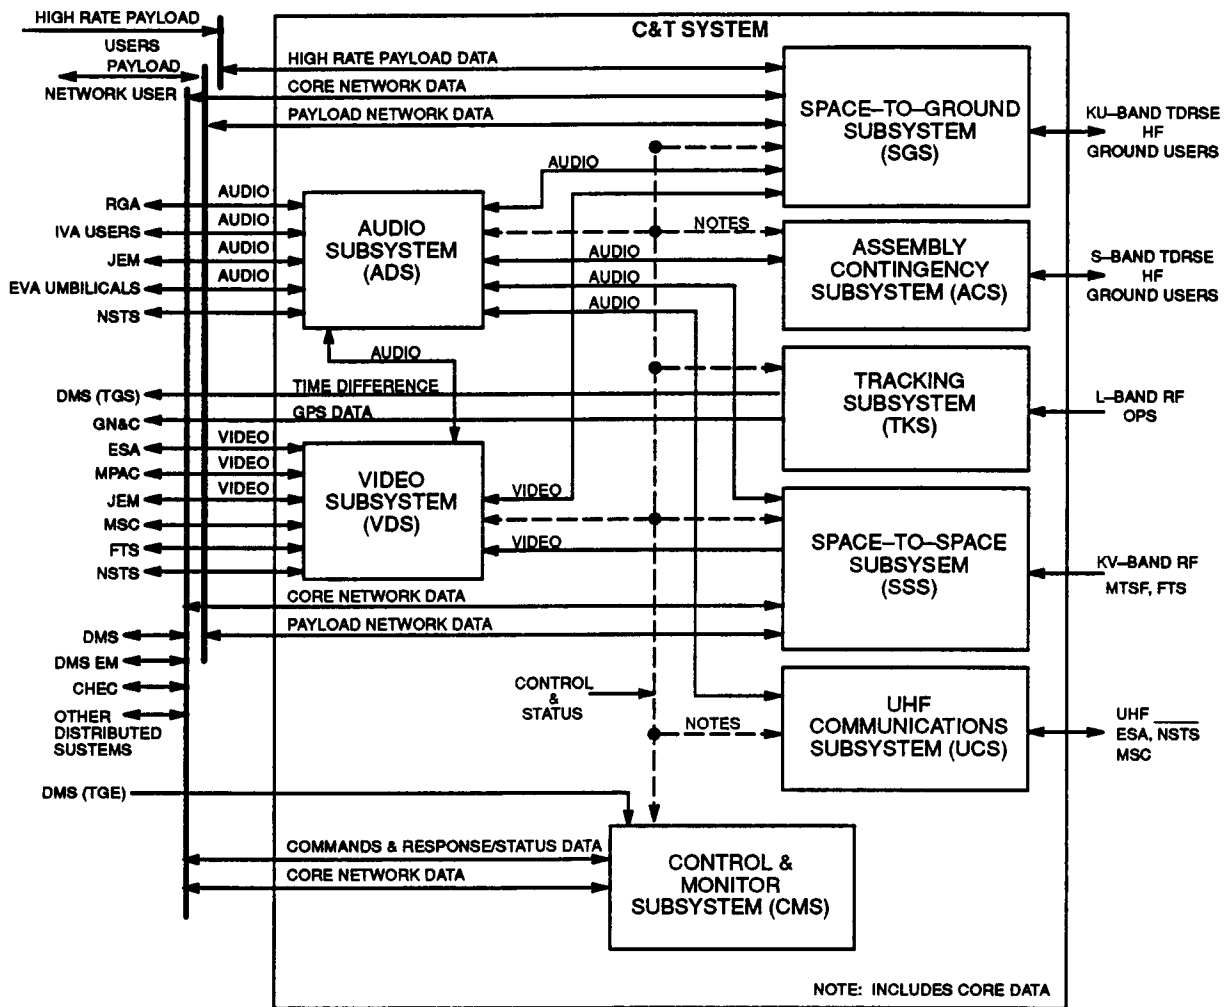 HIGH RATE PAYLOAD
USERS
PAYLOAD
NETWORK USER
C&T SYSTEM
HIGH RATE PAYLOAD DATA
CORE NETWORK DATA
PAYLOAD NETWORK DATA
SPACE–TO–GROUND
SUBSYSTEM
(SGS)
KU–BAND TDRSE
HF
GROUND USERS
AUDIO
RGA
AUDIO
IVA USERS
AUDIO
JEM
AUDIO
EVA UMBILICALS
AUDIO
NSTS
AUDIO
SUBSYSTEM
(ADS)
NOTES
AUDIO
AUDIO
AUDIO
ASSEMBLY
CONTINGENCY
SUBSYSTEM (ACS)
S–BAND TDRSE
HF
GROUND USERS
AUDIO
DMS (TGS)
TIME DIFFERENCE
GN&C
GPS DATA
TRACKING
SUBSYSTEM
(TKS)
L–BAND RF
OPS
ESA
VIDEO
MPAC
VIDEO
JEM
VIDEO
MSC
FTS
NSTS
VIDEO
SUBSYSTEM
(VDS)
VIDEO
VIDEO
SPACE–TO–SPACE
SUBSYSEM
(SSS)
KV–BAND RF
MTSF, FTS
CORE NETWORK DATA
PAYLOAD NETWORK DATA
DMS
DMS EM
CHEC
OTHER
DISTRIBUTED
SUSTEMS
CONTROL
&
STATUS
NOTES
UHF
COMMUNICATIONS
SUBSYSTEM (UCS)
UHF
ESA, NSTS
MSC
DMS (TGE)
COMMANDS & RESPONSE/STATUS DATA
CORE NETWORK DATA
CONTROL &
MONITOR
SUBSYSTEM (CMS)
NOTE: INCLUDES CORE DATA